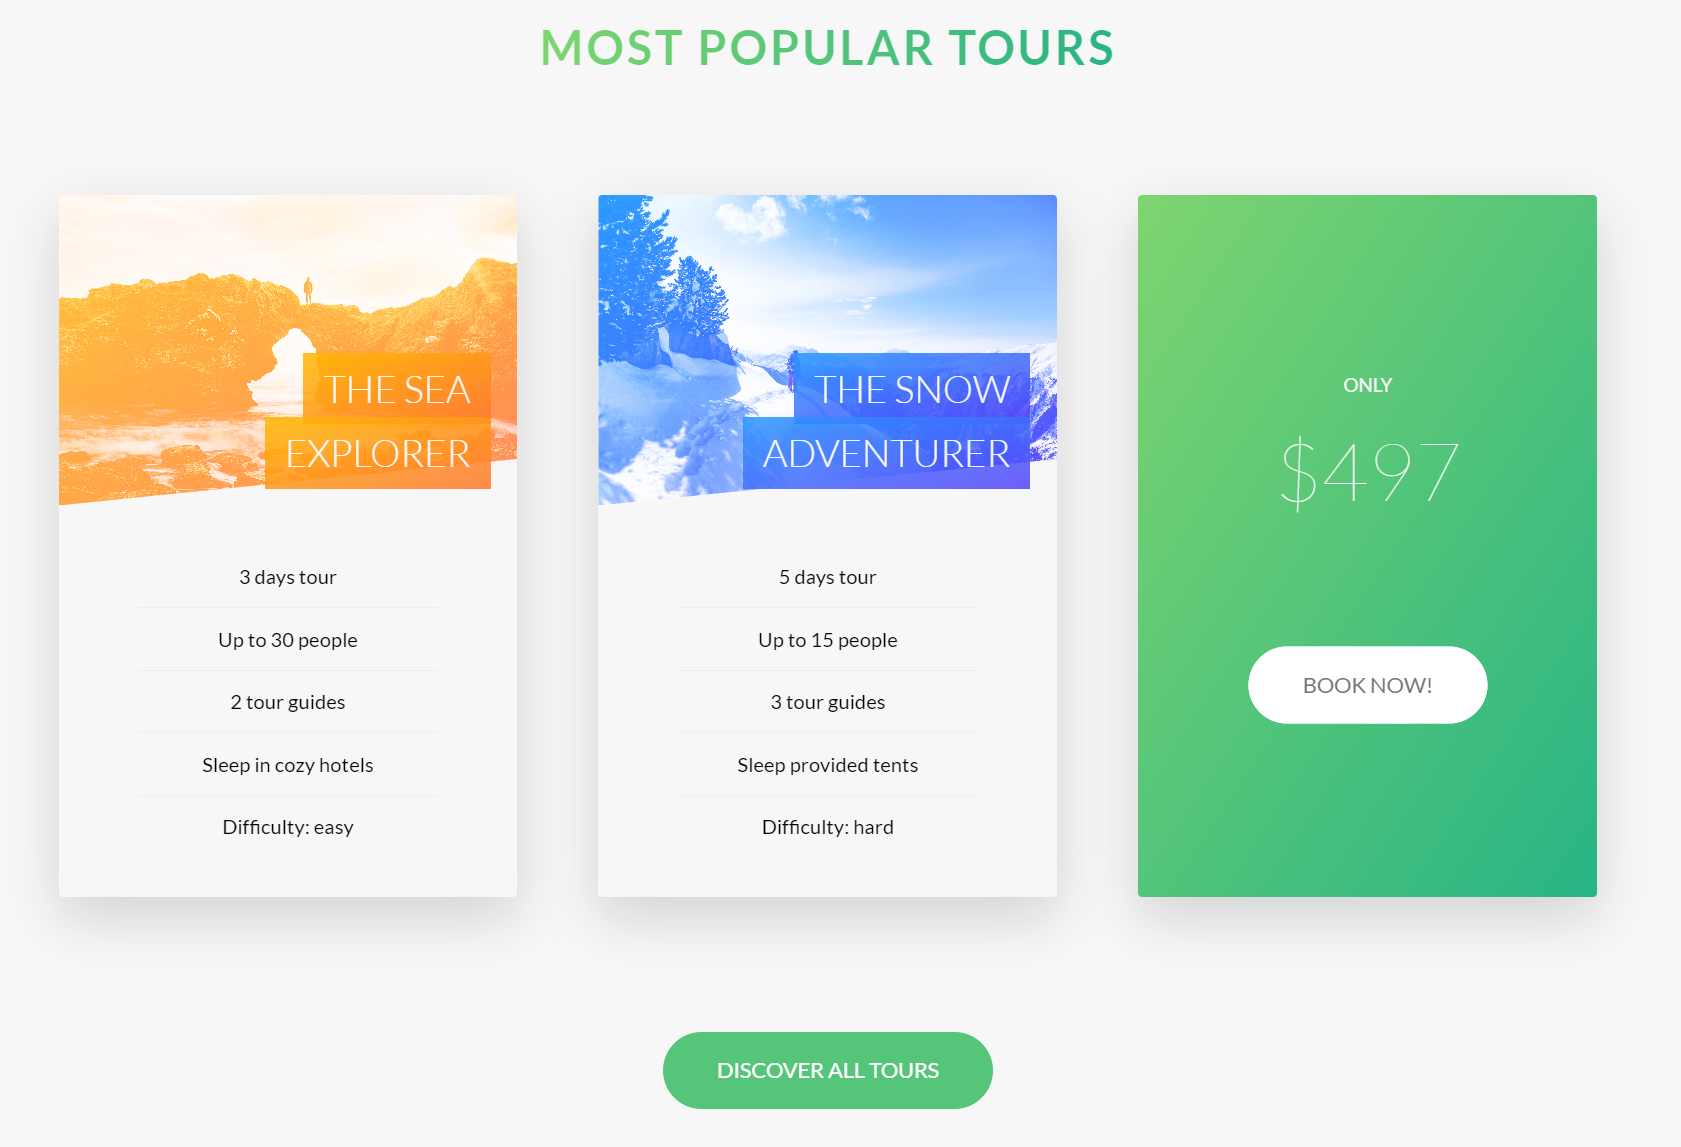 MOST POPULAR TOURS
THE SEA
EXPLORER
3 days tour
Up to 30 people
2 tour guides
Sleep in cozy hotels
Difficulty: easy
THE SNOW
ADVENTURER
5 days tour
Up to 15 people
3 tour guides
Sleep provided tents
Difficulty: hard
ONLY
$497
BOOK NOW!
DISCOVER ALL TOURS